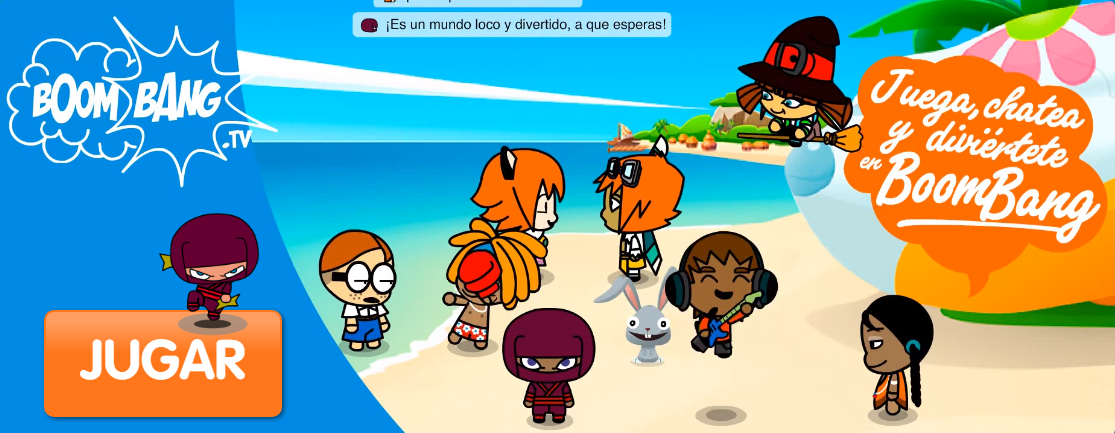 ¡Es un mundo loco y divertido, a que esperas!
BOOM BANG
.TV
Juega, chatea
y diviértete
en BoomBang
JUGAR